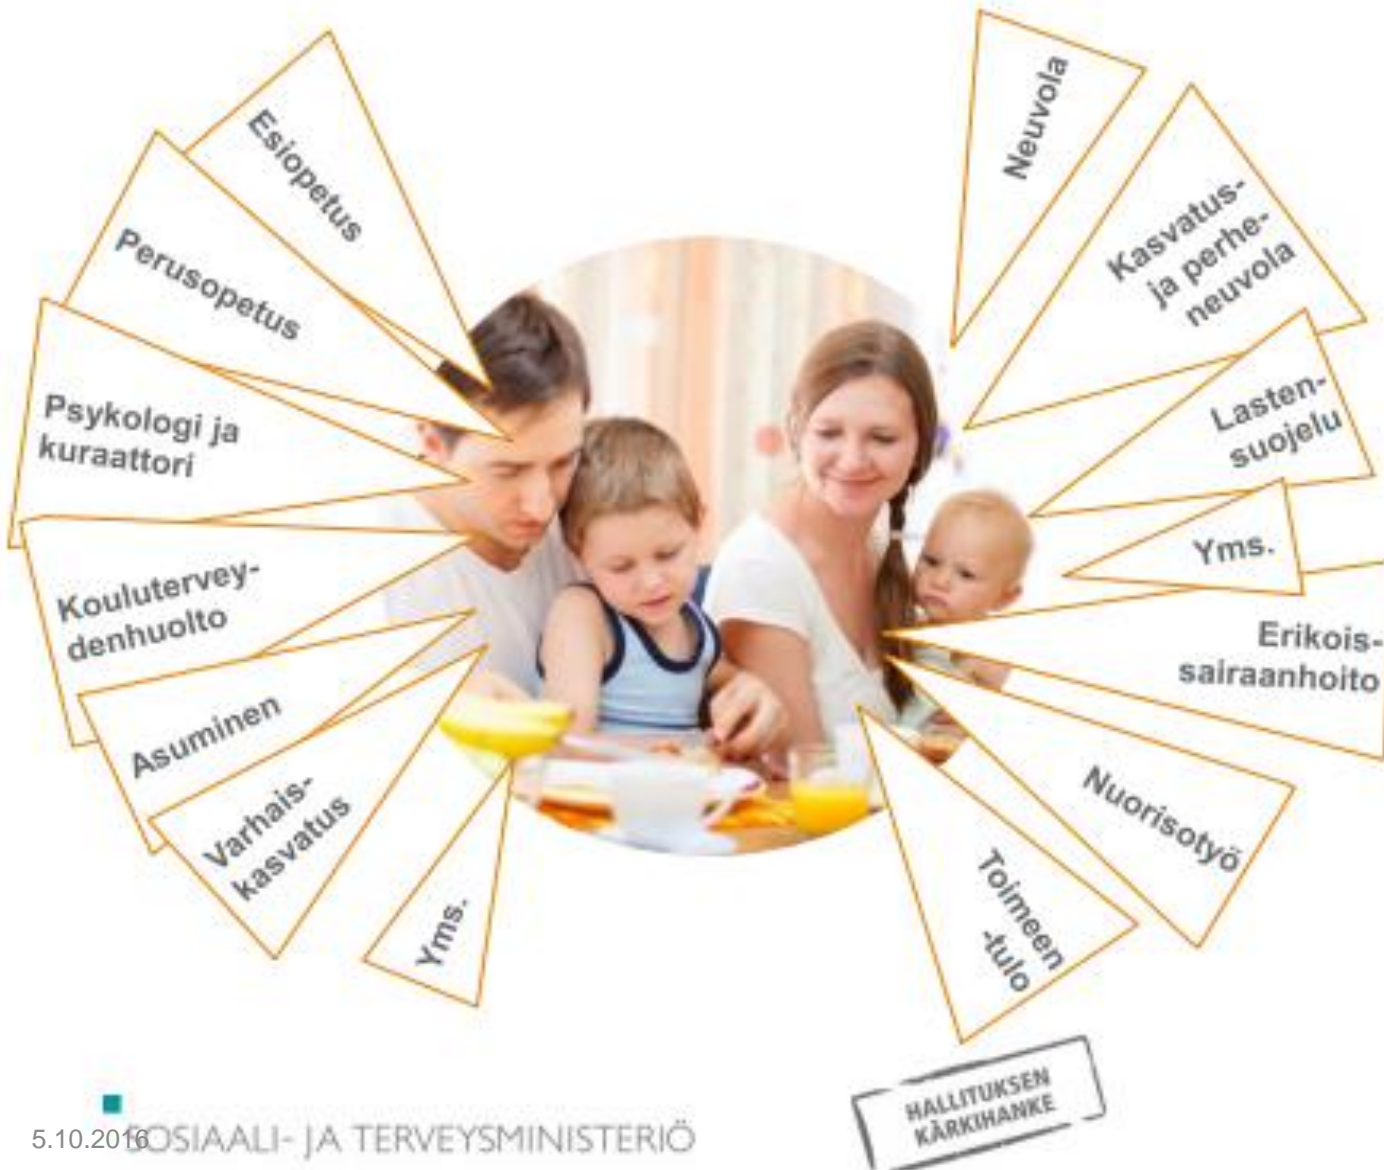 Neuvola
Esiopetus
Kasvatus-
ja perhe-
neuvola
Perusopetus
Lasten-
suojelu
Psykologi ja
kuraattori
Yms.
Koulutervey-
denhuolto
Erikois-
sairaanhoito
Asuminen
Nuorisotyö
Varhais-
kasvatus
Toimeen
-tulo
Yms.
HALLITUKSEN
KÄRKIHANKE
5.10.2016
SOSIAALI- JA TERVEYSMINISTERIÖ